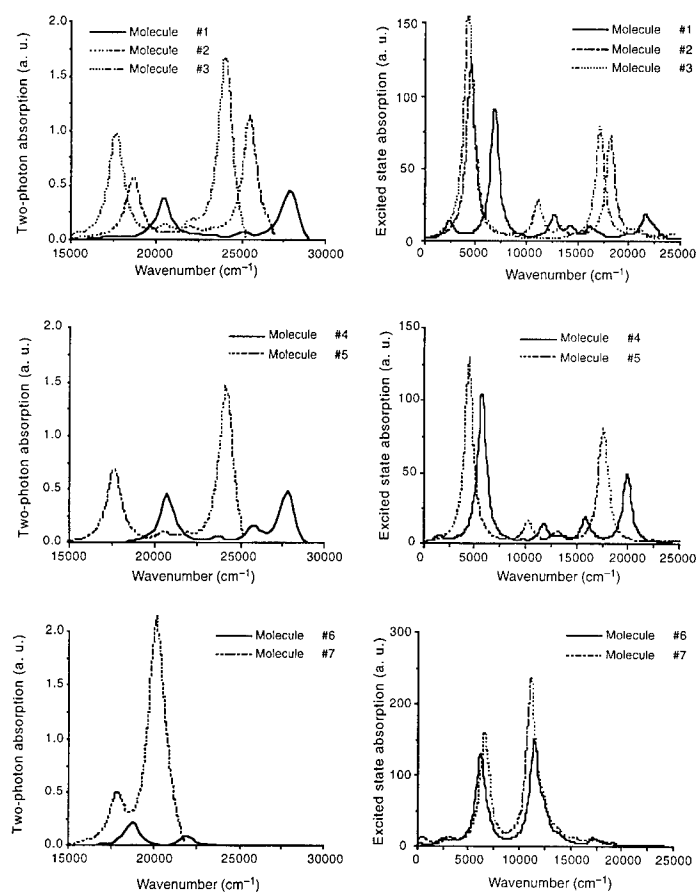 Two-photon absorption (a. u.)
2.0
1.5
1.0
0.5
0.0
15000 20000 25000 30000
Wavenumber (cm⁻¹)
Molecule #1
Molecule #2
Molecule #3
Excited state absorption (a. u.)
150
100
50
0
0 5000 10000 15000 20000 25000
Wavenumber (cm⁻¹)
Molecule #1
Molecule #2
Molecule #3
Two-photon absorption (a. u.)
2.0
1.5
1.0
0.5
0.0
15000 20000 25000 30000
Wavenumber (cm⁻¹)
Molecule #4
Molecule #5
Excited state absorption (a. u.)
150
100
50
0
0 5000 10000 15000 20000 25000
Wavenumber (cm⁻¹)
Molecule #4
Molecule #5
Two-photon absorption (a. u.)
2.0
1.5
1.0
0.5
0.0
15000 20000 25000 30000
Wavenumber (cm⁻¹)
Molecule #6
Molecule #7
Excited state absorption (a. u.)
300
200
100
0
0 5000 10000 15000 20000 25000
Wavenumber (cm⁻¹)
Molecule #6
Molecule #7